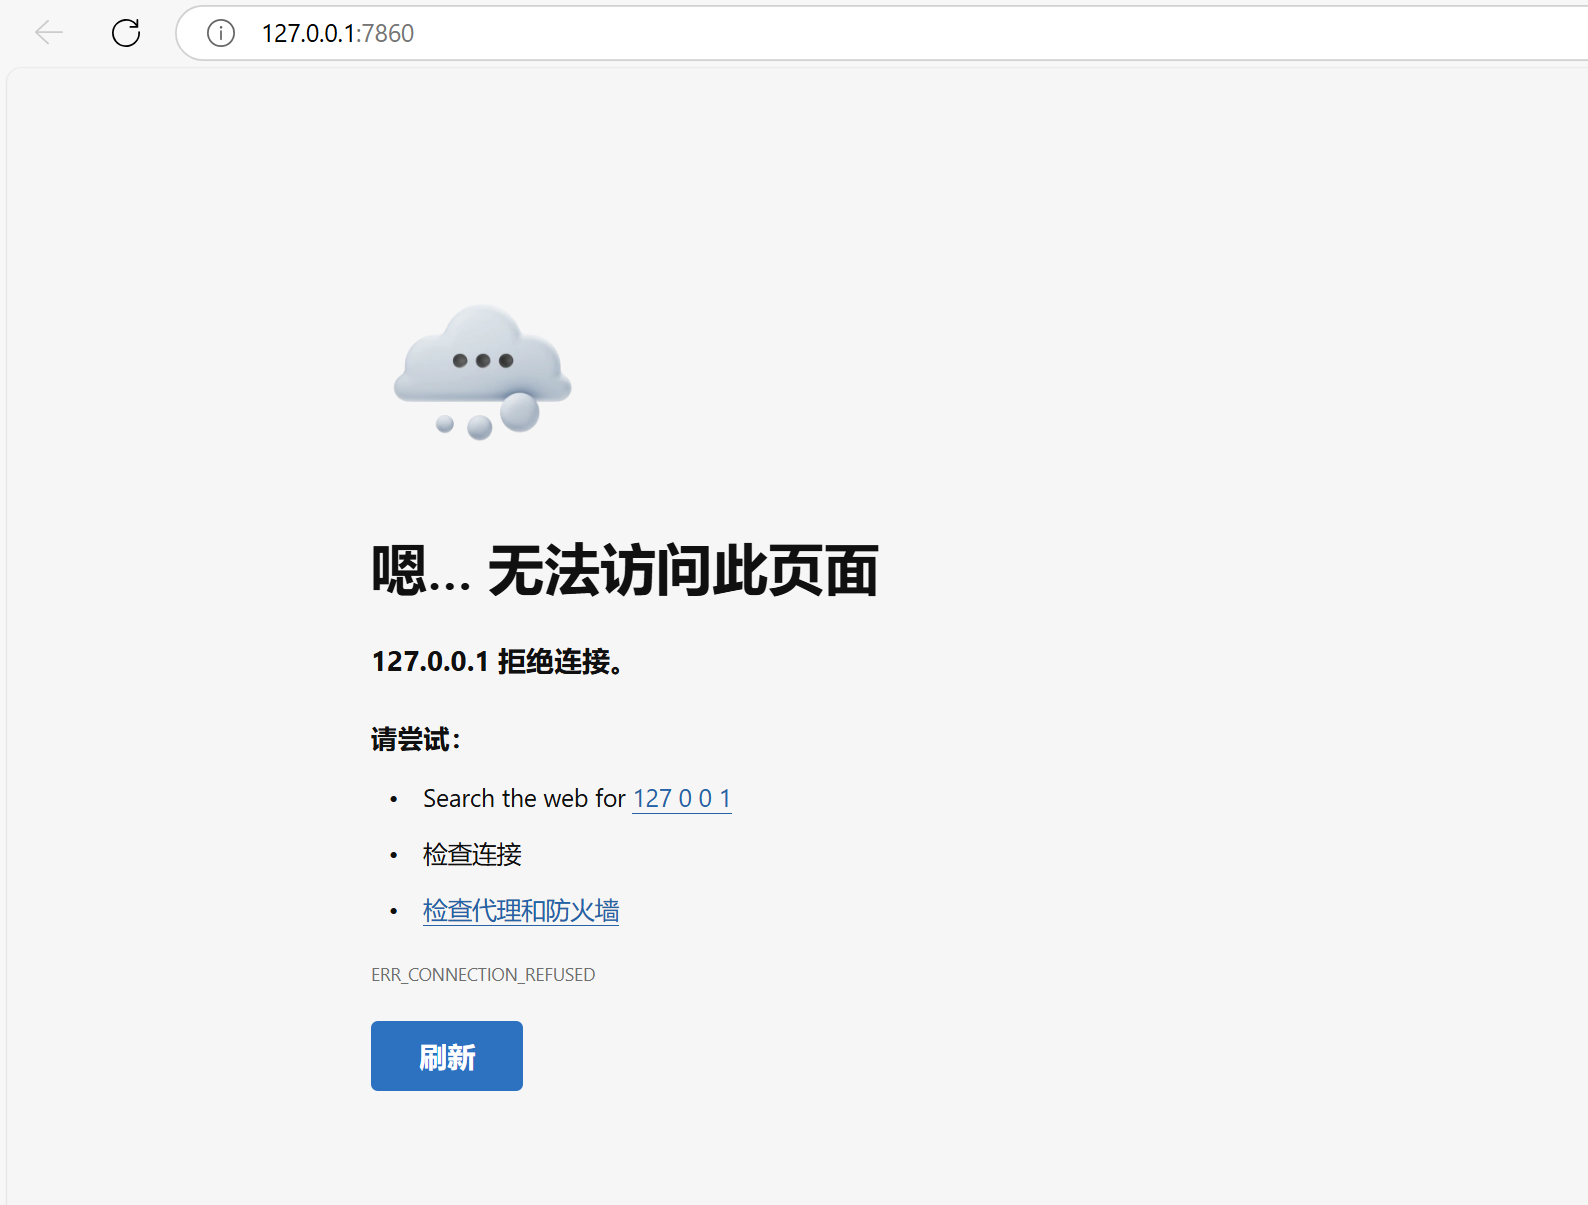 127.0.0.1:7860
嗯… 无法访问此页面
127.0.0.1 拒绝连接。
请尝试：
• Search the web for 127 0 0 1
• 检查连接
• 检查代理和防火墙
ERR_CONNECTION_REFUSED
刷新